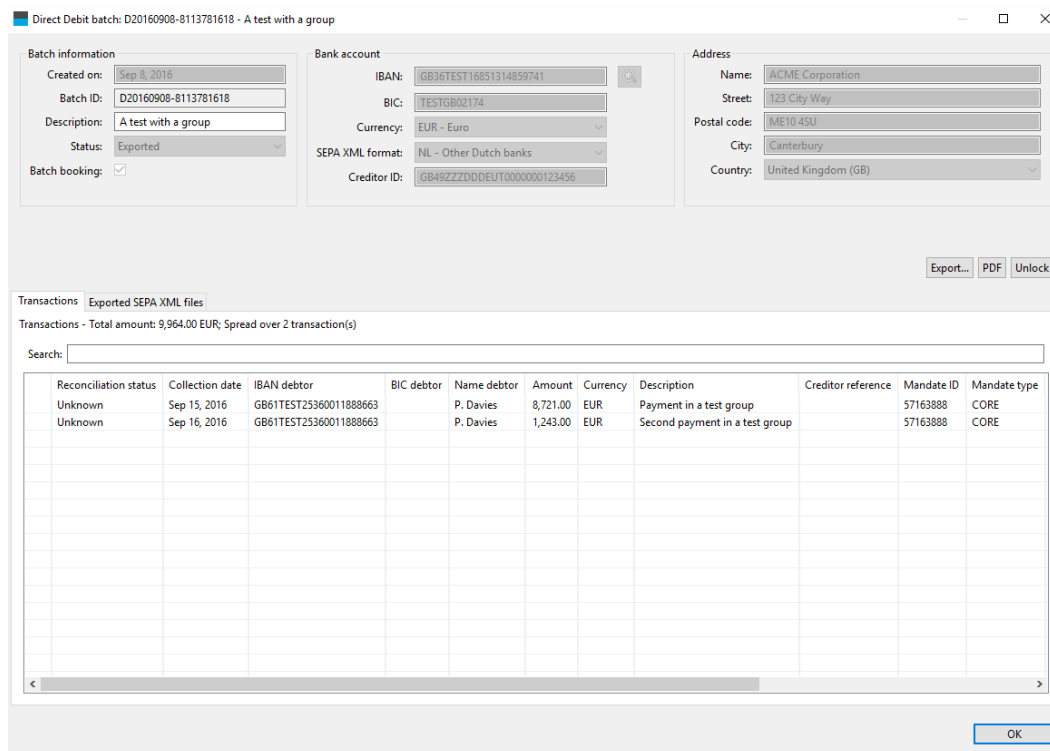 Direct Debit batch: D20160908-8113781618 - A test with a group
Batch information
Created on: Sep 8, 2016
Batch ID: D20160908-8113781618
Description: A test with a group
Status: Exported
Batch booking:
Bank account
IBAN: GB36TEST16851314859741
BIC: TESTGB02174
Currency: EUR - Euro
SEPA XML format: NL - Other Dutch banks
Creditor ID: GB49ZZZDDDEUT0000000123456
Address
Name: ACME Corporation
Street: 123 City Way
Postal code: ME10 4SU
City: Canterbury
Country: United Kingdom (GB)
Export... PDF Unlock
Transactions Exported SEPA XML files
Transactions - Total amount: 9,964.00 EUR; Spread over 2 transaction(s)
Search:
Reconciliation status Collection date IBAN debtor BIC debtor Name debtor Amount Currency Description Creditor reference Mandate ID Mandate type
Unknown Sep 15, 2016 GB61TEST25360011888663 P. Davies 8,721.00 EUR Payment in a test group 57163888 CORE
Unknown Sep 16, 2016 GB61TEST25360011888663 P. Davies 1,243.00 EUR Second payment in a test group 57163888 CORE
OK